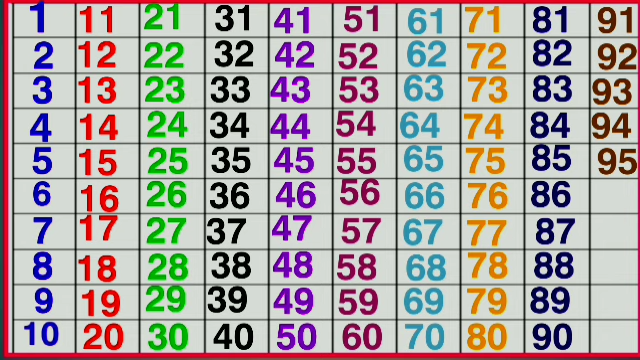 1 11 21 31 41 51 61 71 81 91
2 12 22 32 42 52 62 72 82 92
3 13 23 33 43 53 63 73 83 93
4 14 24 34 44 54 64 74 84 94
5 15 25 35 45 55 65 75 85 95
6 16 26 36 46 56 66 76 86
7 17 27 37 47 57 67 77 87
8 18 28 38 48 58 68 78 88
9 19 29 39 49 59 69 79 89
10 20 30 40 50 60 70 80 90